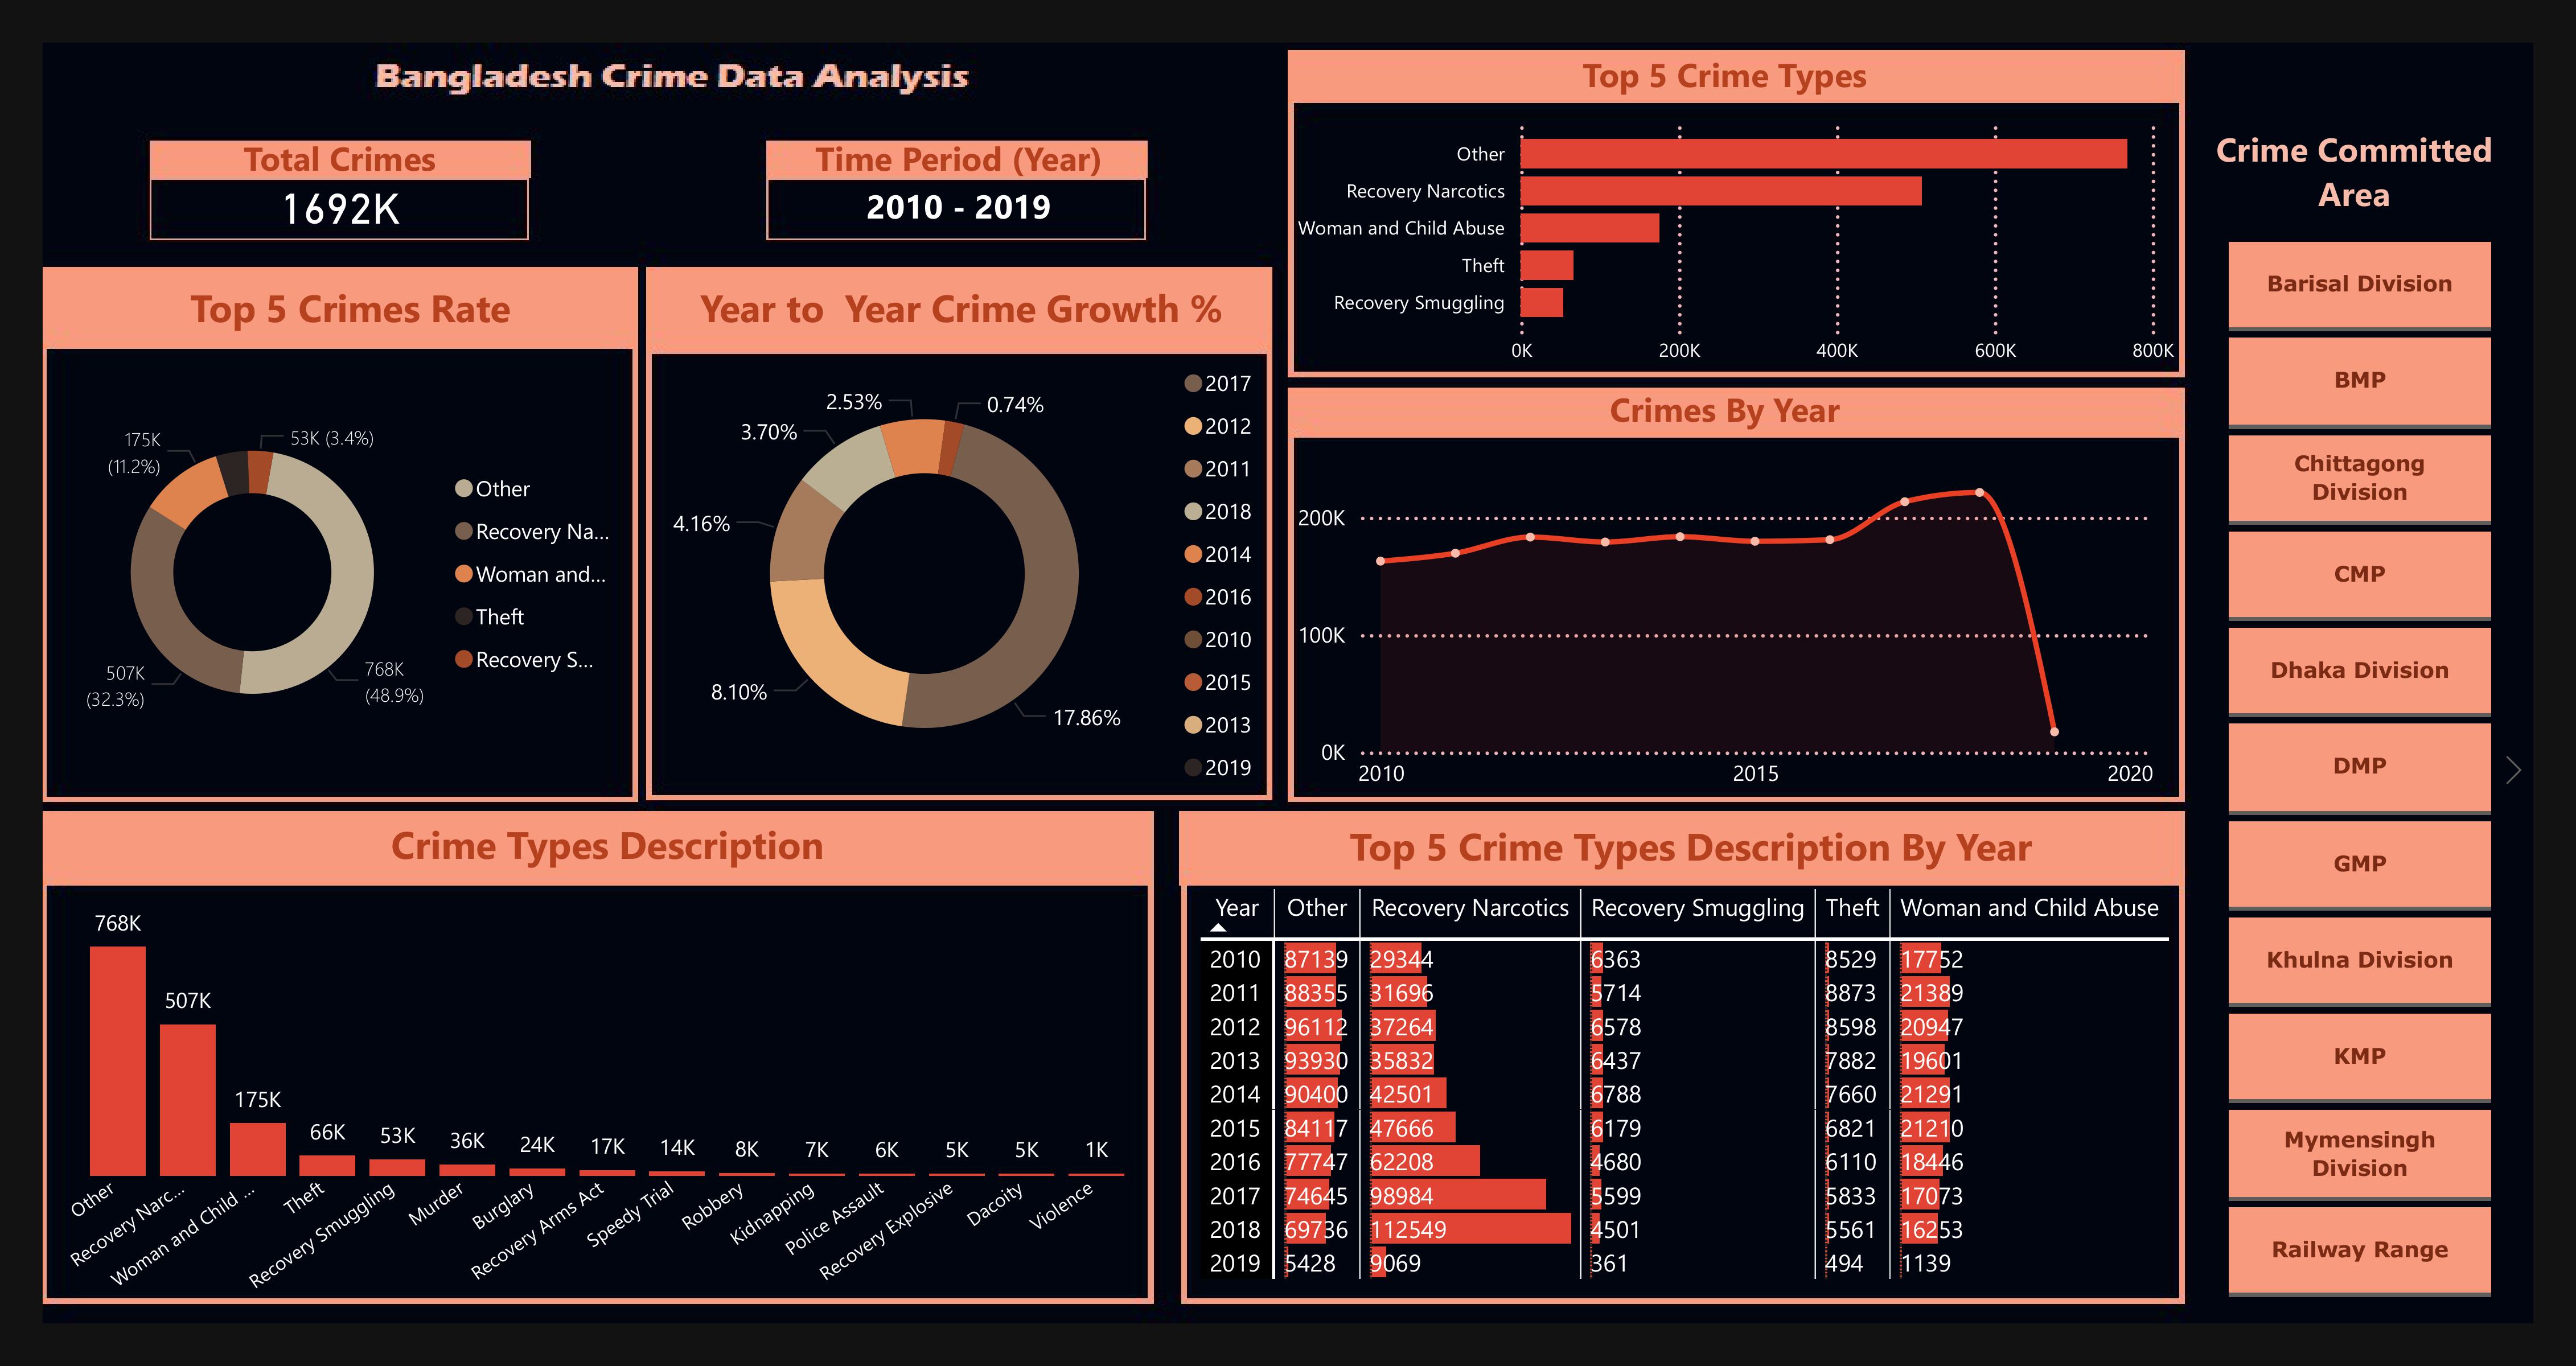 Bangladesh Crime Data Analysis
Total Crimes
1692K
Time Period (Year)
2010 - 2019
Top 5 Crimes Rate
175K
(11.2%)
53K (3.4%)
507K
(32.3%)
768K
(48.9%)
Other
Recovery Na...
Woman and...
Theft
Recovery S...
Year to Year Crime Growth %
2.53%
0.74%
3.70%
4.16%
8.10%
17.86%
2017
2012
2011
2018
2014
2016
2010
2015
2013
2019
Top 5 Crime Types
Other
Recovery Narcotics
Woman and Child Abuse
Theft
Recovery Smuggling
0K 200K 400K 600K 800K
Crimes By Year
200K
100K
0K
2010 2015 2020
Crime Types Description
768K
507K
175K
66K
53K
36K
24K
17K
14K
8K
7K
6K
5K
5K
1K
Other
Recovery Narc...
Woman and Child ...
Theft
Recovery Smuggling
Murder
Burglary
Recovery Arms Act
Speedy Trial
Robbery
Kidnapping
Police Assault
Recovery Explosive
Dacoity
Violence
Top 5 Crime Types Description By Year
Year Other Recovery Narcotics Recovery Smuggling Theft Woman and Child Abuse
2010 87139 29344 6363 8529 17752
2011 88355 31696 5714 8873 21389
2012 96112 37264 6578 8598 20947
2013 93930 35832 6437 7882 19601
2014 90400 42501 6788 7660 21291
2015 84117 47666 6179 6821 21210
2016 77747 62208 4680 6110 18446
2017 74645 98984 5599 5833 17073
2018 69736 112549 4501 5561 16253
2019 5428 9069 361 494 1139
Crime Committed
Area
Barisal Division
BMP
Chittagong
Division
CMP
Dhaka Division
DMP
GMP
Khulna Division
KMP
Mymensingh
Division
Railway Range